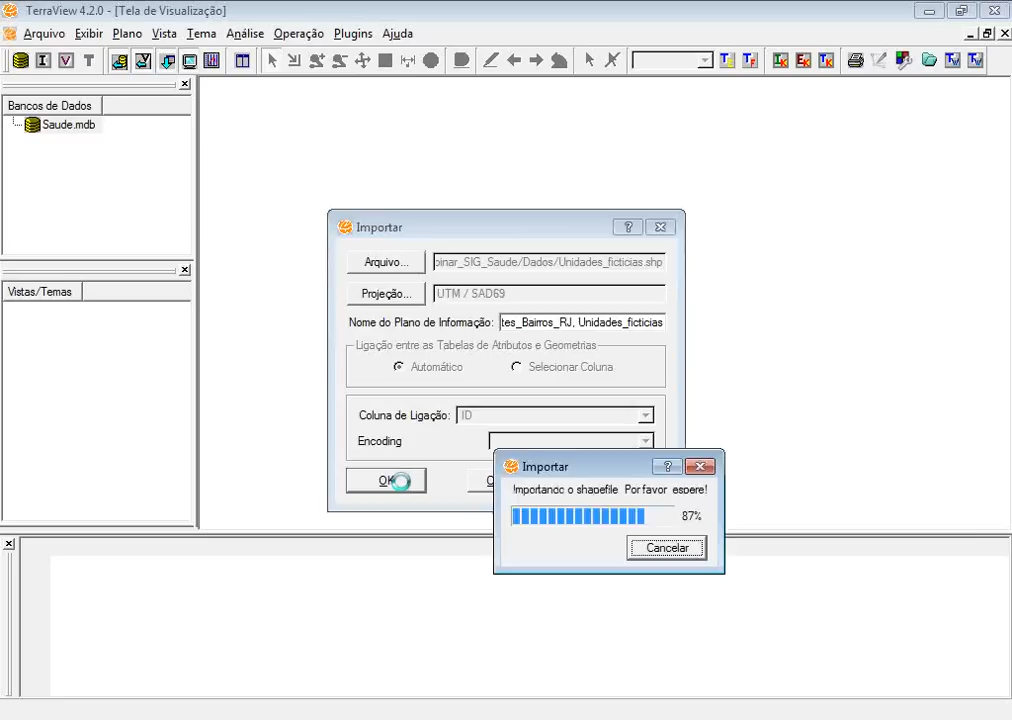 TerraView 4.2.0 - [Tela de Visualização]
Arquivo Exibir Plano Vista Tema Análise Operação Plugins Ajuda
Bancos de Dados
Saude.mdb
Vistas/Temas
Importar
Arquivo... inar_SIG_Saude/Dados/Unidades_ficticias.shp
Projeção... UTM / SAD69
Nome do Plano de Informação: tes_Bairros_RJ, Unidades_ficticias
Ligação entre as Tabelas de Atributos e Geometrias
Automático Selecionar Coluna
Coluna de Ligação: ID
Encoding
OK
Importar
Importando o shapefile Por favor espere!
87%
Cancelar